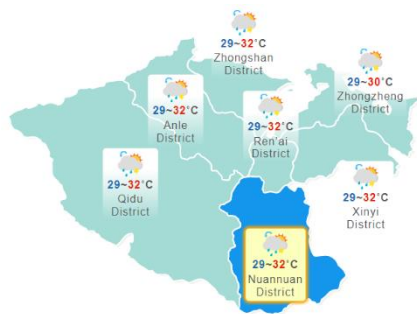 29~32°C
Zhongshan
District
29~30°C
Zhongzheng
District
29~32°C
Anle
District
29~32°C
Ren'ai
District
29~32°C
Qidu
District
29~32°C
Xinyi
District
29~32°C
Nuannuan
District